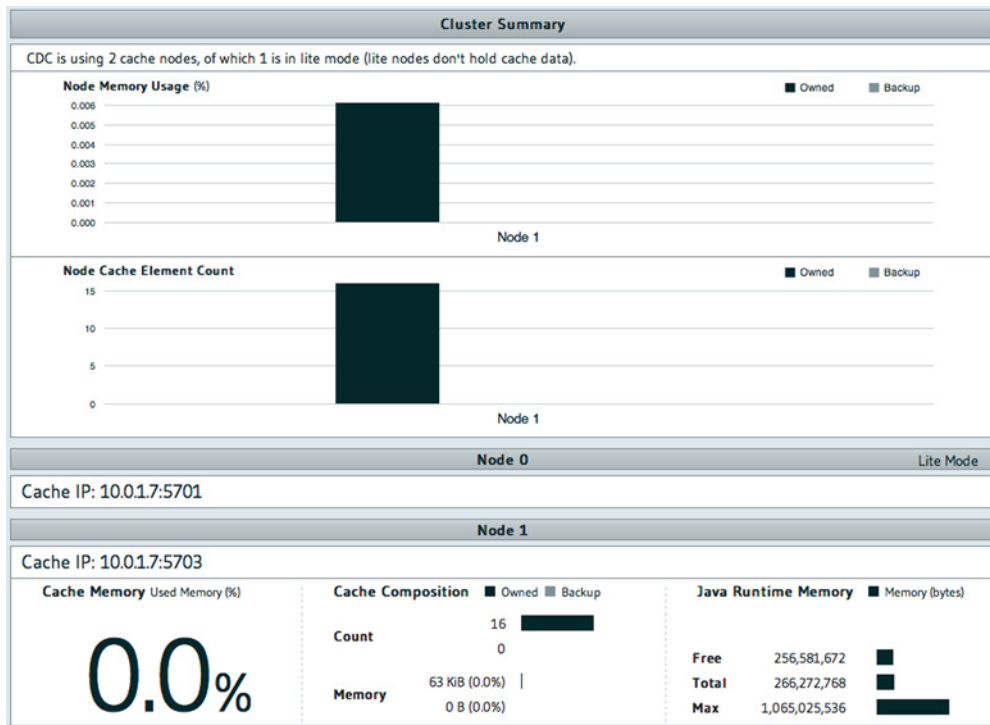 Cluster Summary
CDC is using 2 cache nodes, of which 1 is in lite mode (lite nodes don't hold cache data).
Node Memory Usage (%) Owned Backup
0.006
0.005
0.004
0.003
0.002
0.001
0.000
Node 1
Node Cache Element Count Owned Backup
15
10
5
0
Node 1
Node 0 Lite Mode
Cache IP: 10.0.1.7:5701
Node 1
Cache IP: 10.0.1.7:5703
Cache Memory Used Memory (%)
0.0%
Cache Composition Owned Backup
Count 16
0
Memory 63 KiB (0.0%)
0 B (0.0%)
Java Runtime Memory Memory (bytes)
Free 256,581,672
Total 266,272,768
Max 1,065,025,536